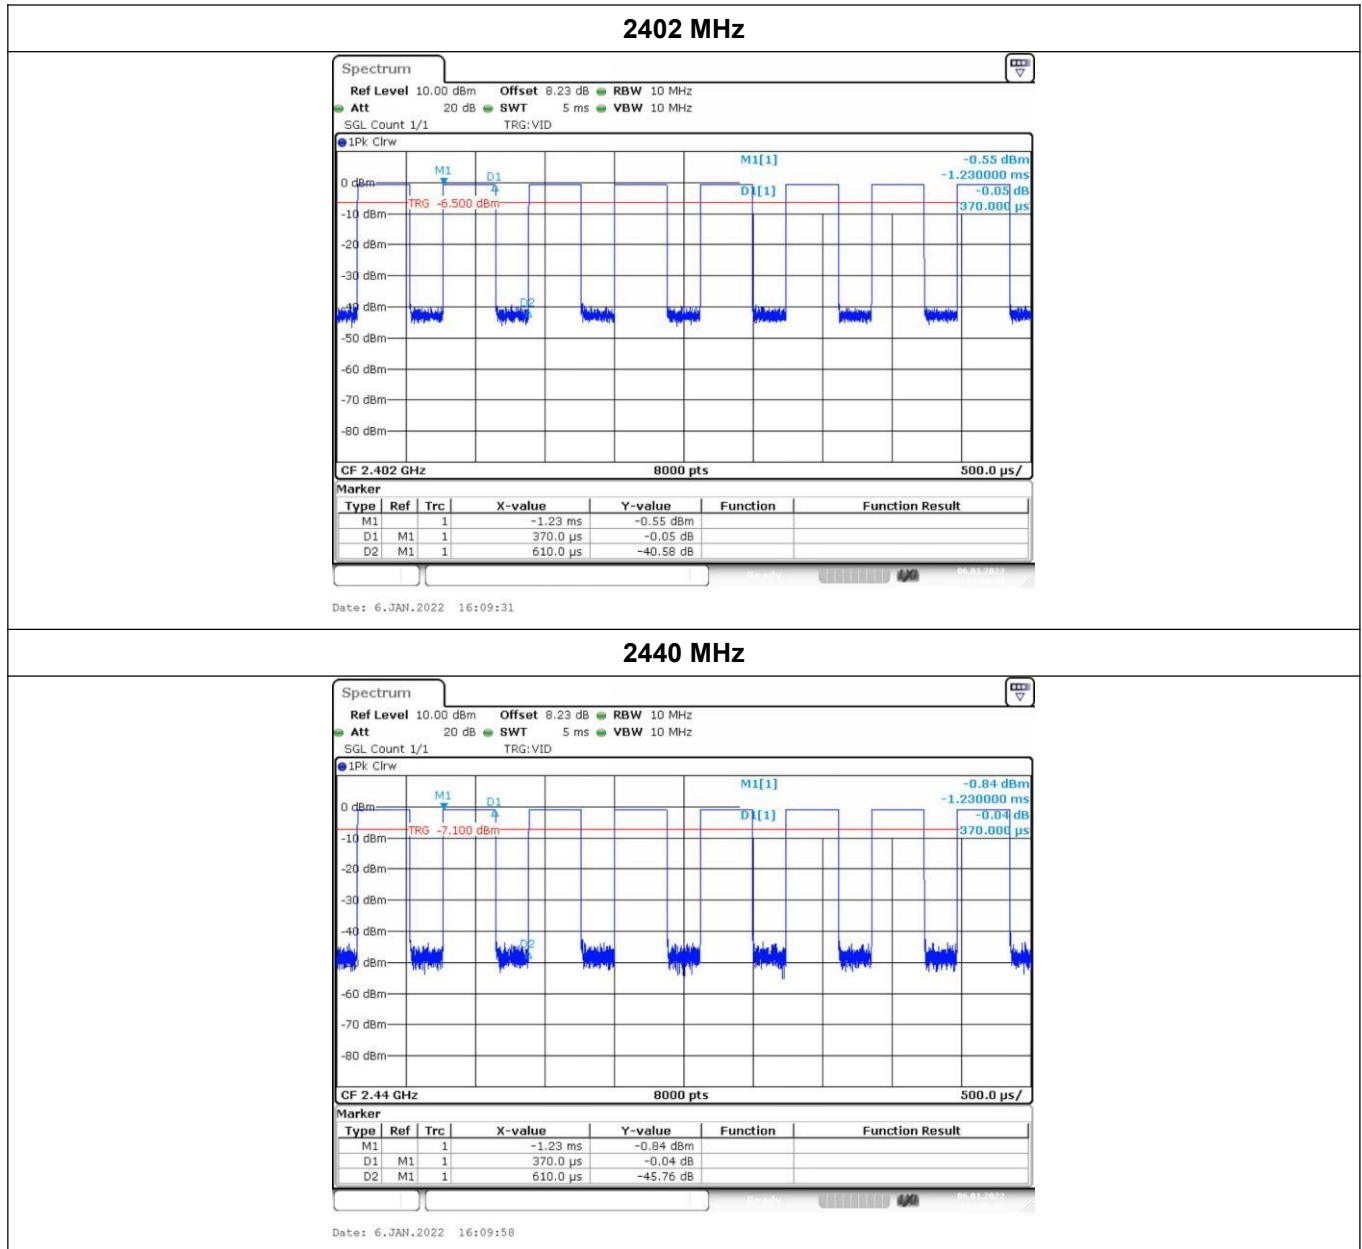 2402 MHz
Spectrum
Ref Level 10.00 dBm Offset 8.23 dB RBW 10 MHz
Att 20 dB SWT 5 ms VBW 10 MHz
SGL Count 1/1 TRG:VID
1Pk Clrw
M1[1] -0.55 dBm
-1.230000 ms
M1
D1
0 dBm
D1[1] -0.05 dB
370.000 µs
TRG -6.500 dBm
-10 dBm
-20 dBm
-30 dBm
-40 dBm
D2
-50 dBm
-60 dBm
-70 dBm
-80 dBm
CF 2.402 GHz 8000 pts 500.0 µs/
Marker
Type Ref Trc X-value Y-value Function Function Result
M1 1 -1.23 ms -0.55 dBm
D1 M1 1 370.0 µs -0.05 dB
D2 M1 1 610.0 µs -40.58 dB
Ready 06.01.2022
Date: 6.JAN.2022 16:09:31
2440 MHz
Spectrum
Ref Level 10.00 dBm Offset 8.23 dB RBW 10 MHz
Att 20 dB SWT 5 ms VBW 10 MHz
SGL Count 1/1 TRG:VID
1Pk Clrw
M1[1] -0.84 dBm
-1.230000 ms
M1
D1
0 dBm
D1[1] -0.04 dB
370.000 µs
TRG -7.100 dBm
-10 dBm
-20 dBm
-30 dBm
-40 dBm
D2
dBm
-60 dBm
-70 dBm
-80 dBm
CF 2.44 GHz 8000 pts 500.0 µs/
Marker
Type Ref Trc X-value Y-value Function Function Result
M1 1 -1.23 ms -0.84 dBm
D1 M1 1 370.0 µs -0.04 dB
D2 M1 1 610.0 µs -45.76 dB
Ready 06.01.2022
Date: 6.JAN.2022 16:09:58